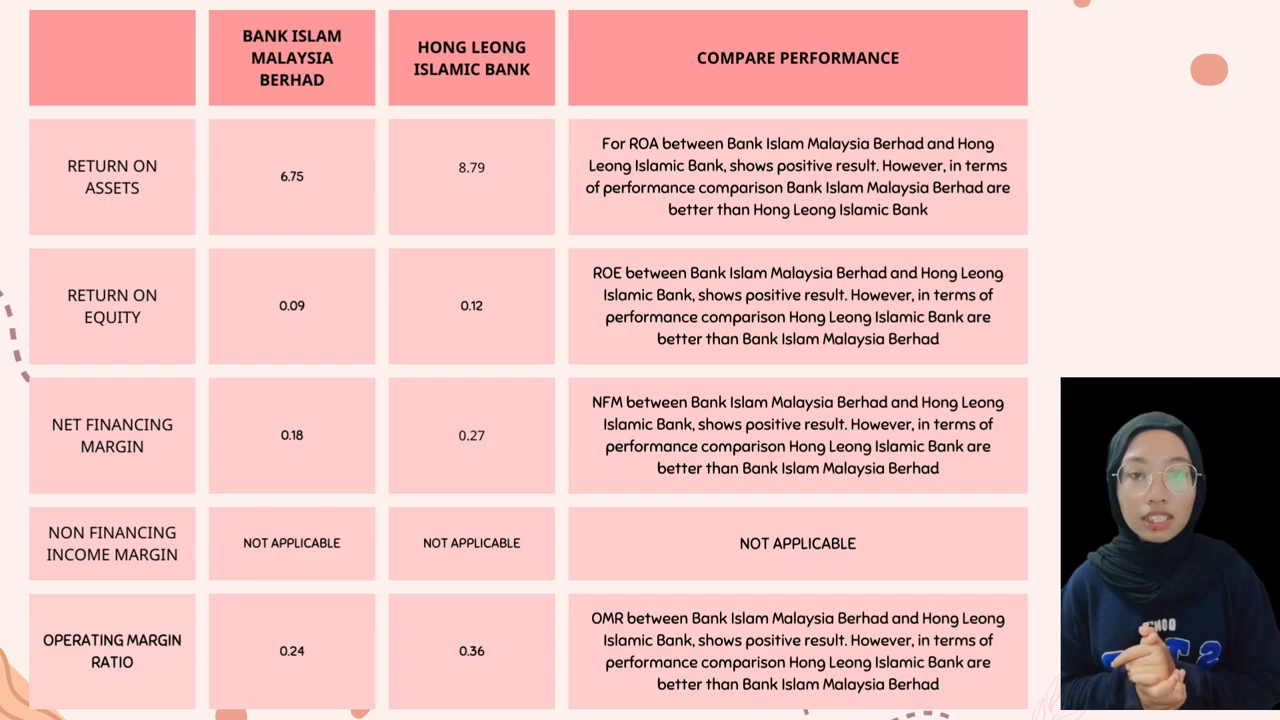 BANK ISLAM
MALAYSIA
BERHAD
HONG LEONG
ISLAMIC BANK
COMPARE PERFORMANCE
RETURN ON
ASSETS
6.75
8.79
For ROA between Bank Islam Malaysia Berhad and Hong
Leong Islamic Bank, shows positive result. However, in terms
of performance comparison Bank Islam Malaysia Berhad are
better than Hong Leong Islamic Bank
RETURN ON
EQUITY
0.09
0.12
ROE between Bank Islam Malaysia Berhad and Hong Leong
Islamic Bank, shows positive result. However, in terms of
performance comparison Hong Leong Islamic Bank are
better than Bank Islam Malaysia Berhad
NET FINANCING
MARGIN
0.18
0.27
NFM between Bank Islam Malaysia Berhad and Hong Leong
Islamic Bank, shows positive result. However, in terms of
performance comparison Hong Leong Islamic Bank are
better than Bank Islam Malaysia Berhad
NON FINANCING
INCOME MARGIN
NOT APPLICABLE
NOT APPLICABLE
NOT APPLICABLE
OPERATING MARGIN
RATIO
0.24
0.36
OMR between Bank Islam Malaysia Berhad and Hong Leong
Islamic Bank, shows positive result. However, in terms of
performance comparison Hong Leong Islamic Bank are
better than Bank Islam Malaysia Berhad